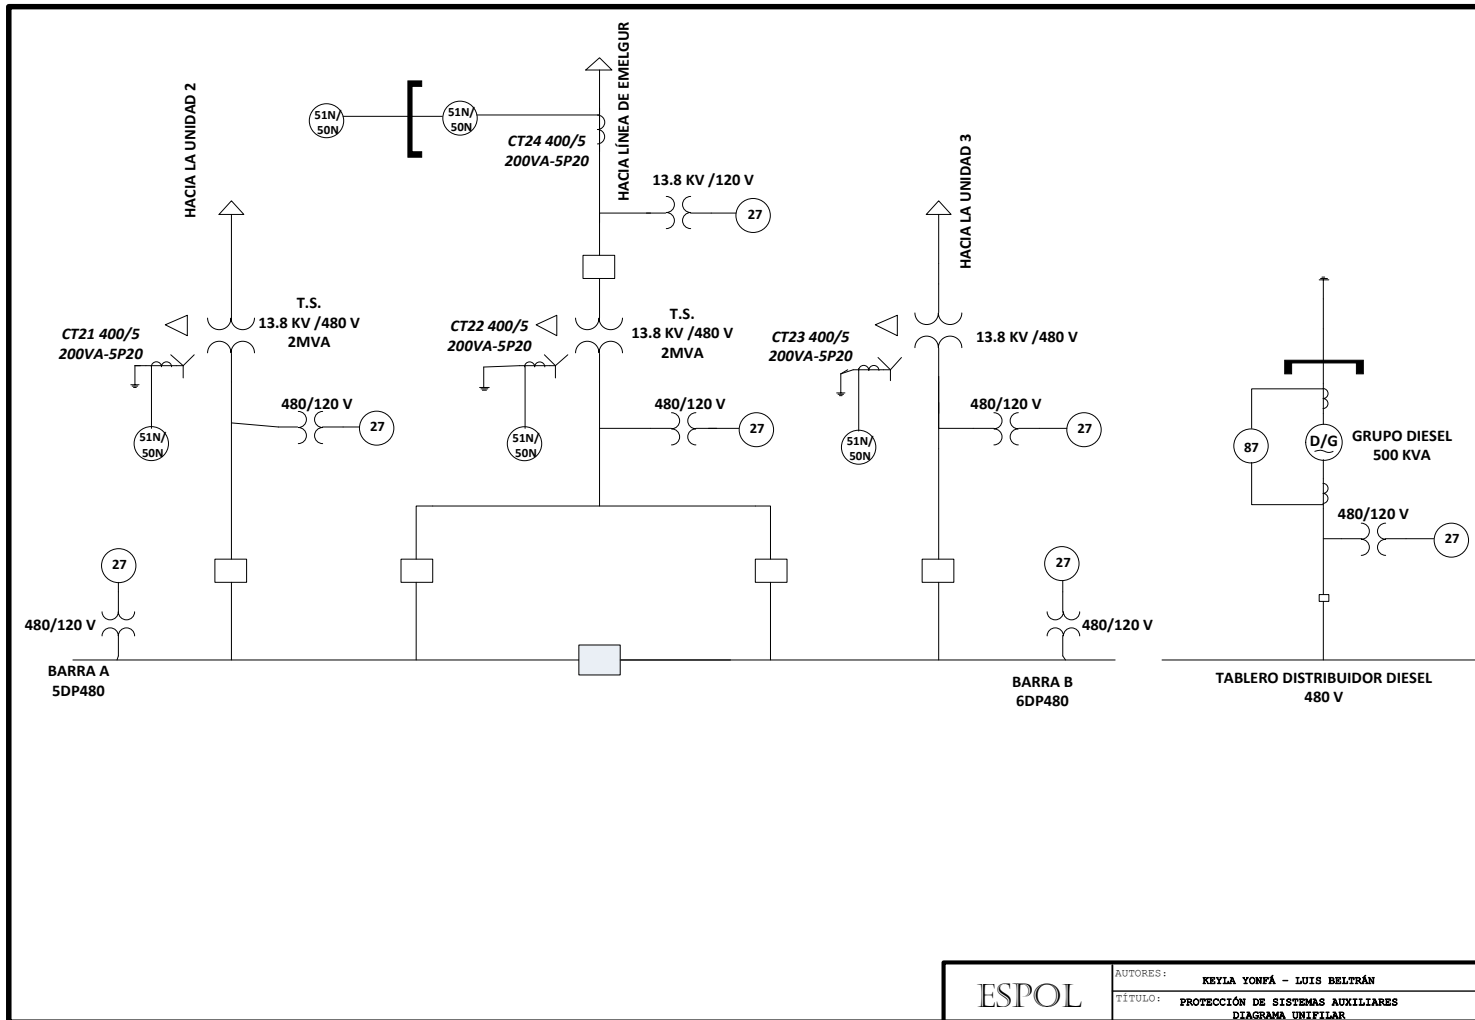 HACIA LA UNIDAD 2
51N/
50N
51N/
50N
CT24 400/5
200VA-5P20
HACIA LÍNEA DE EMELGUR
13.8 KV /120 V
27
HACIA LA UNIDAD 3
CT21 400/5
200VA-5P20
T.S.
13.8 KV /480 V
2MVA
CT22 400/5
200VA-5P20
T.S.
13.8 KV /480 V
2MVA
CT23 400/5
200VA-5P20
13.8 KV /480 V
51N/
50N
480/120 V
27
51N/
50N
480/120 V
27
51N/
50N
480/120 V
27
87
D/G
GRUPO DIESEL
500 KVA
480/120 V
27
27
480/120 V
BARRA A
5DP480
27
480/120 V
BARRA B
6DP480
TABLERO DISTRIBUIDOR DIESEL
480 V
ESPOL
AUTORES:
KEYLA YONFÁ - LUIS BELTRÁN
TÍTULO:
PROTECCIÓN DE SISTEMAS AUXILIARES
DIAGRAMA UNIFILAR